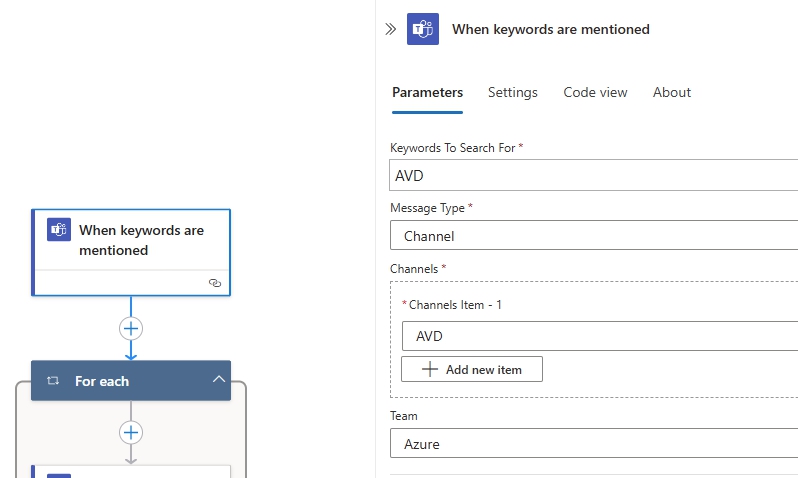 When keywords are mentioned
Parameters Settings Code view About
Keywords To Search For *
AVD
Message Type *
Channel
Channels *
* Channels Item - 1
AVD
Add new item
Team
Azure
When keywords are
mentioned
For each